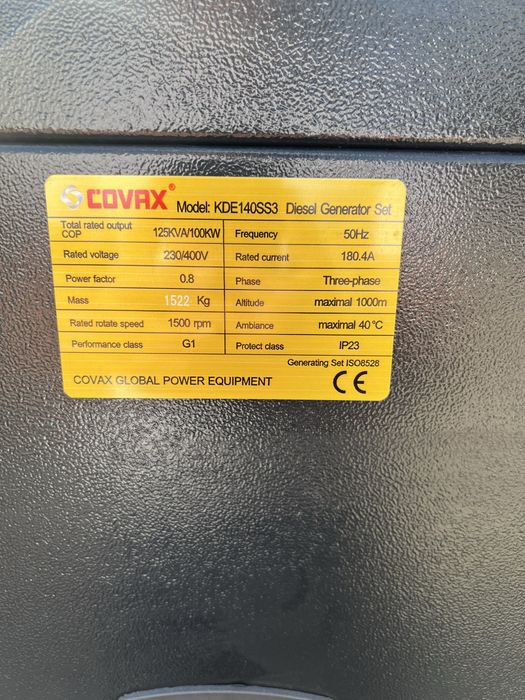 COVAX® Model: KDE140SS3 Diesel Generator Set
Total rated output COP 125KVA/100KW Frequency 50Hz
Rated voltage 230/400V Rated current 180.4A
Power factor 0.8 Phase Three-phase
Mass 1522 Kg Altitude maximal 1000m
Rated rotate speed 1500 rpm Ambiance maximal 40°C
Performance class G1 Protect class IP23
Generating Set ISO8528
COVAX GLOBAL POWER EQUIPMENT CE